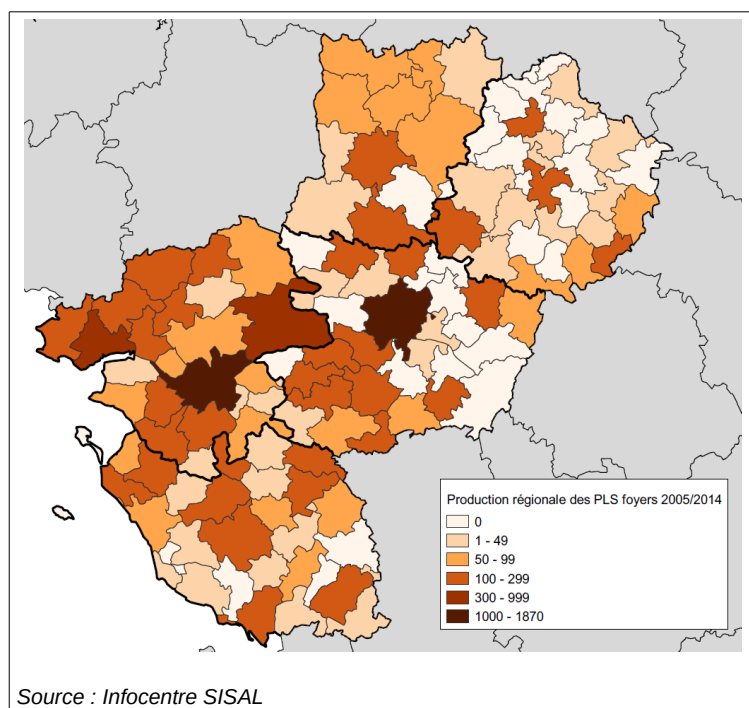 Production régionale des PLS foyers 2005/2014
0
1 - 49
50 - 99
100 - 299
300 - 999
1000 - 1870
Source : Infocentre SISAL